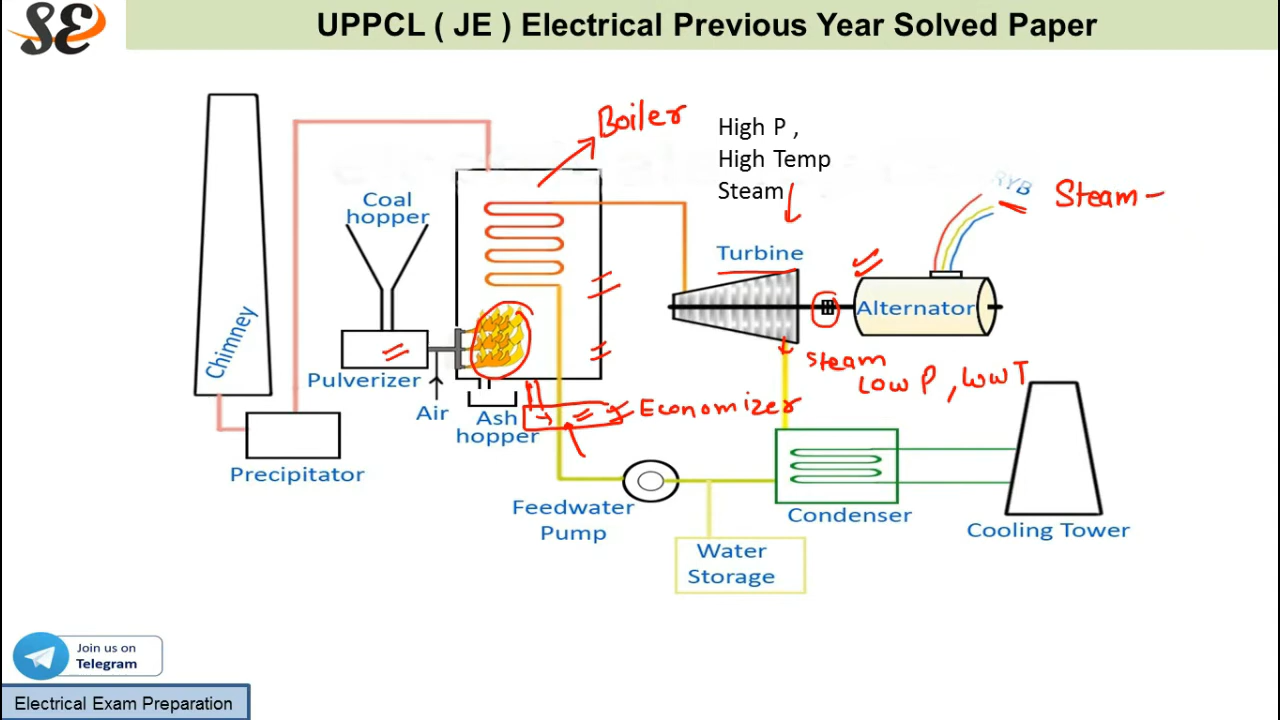 SE
UPPCL ( JE ) Electrical Previous Year Solved Paper
Boiler
High P ,
High Temp
Steam
RYB
Steam -
Coal
hopper
Turbine
Alternator
Chimney
Steam
Low P , Low T
Pulverizer
Air
Ash
hopper
Economizer
Precipitator
Feedwater
Pump
Condenser
Cooling Tower
Water
Storage
Join us on
Telegram
Electrical Exam Preparation